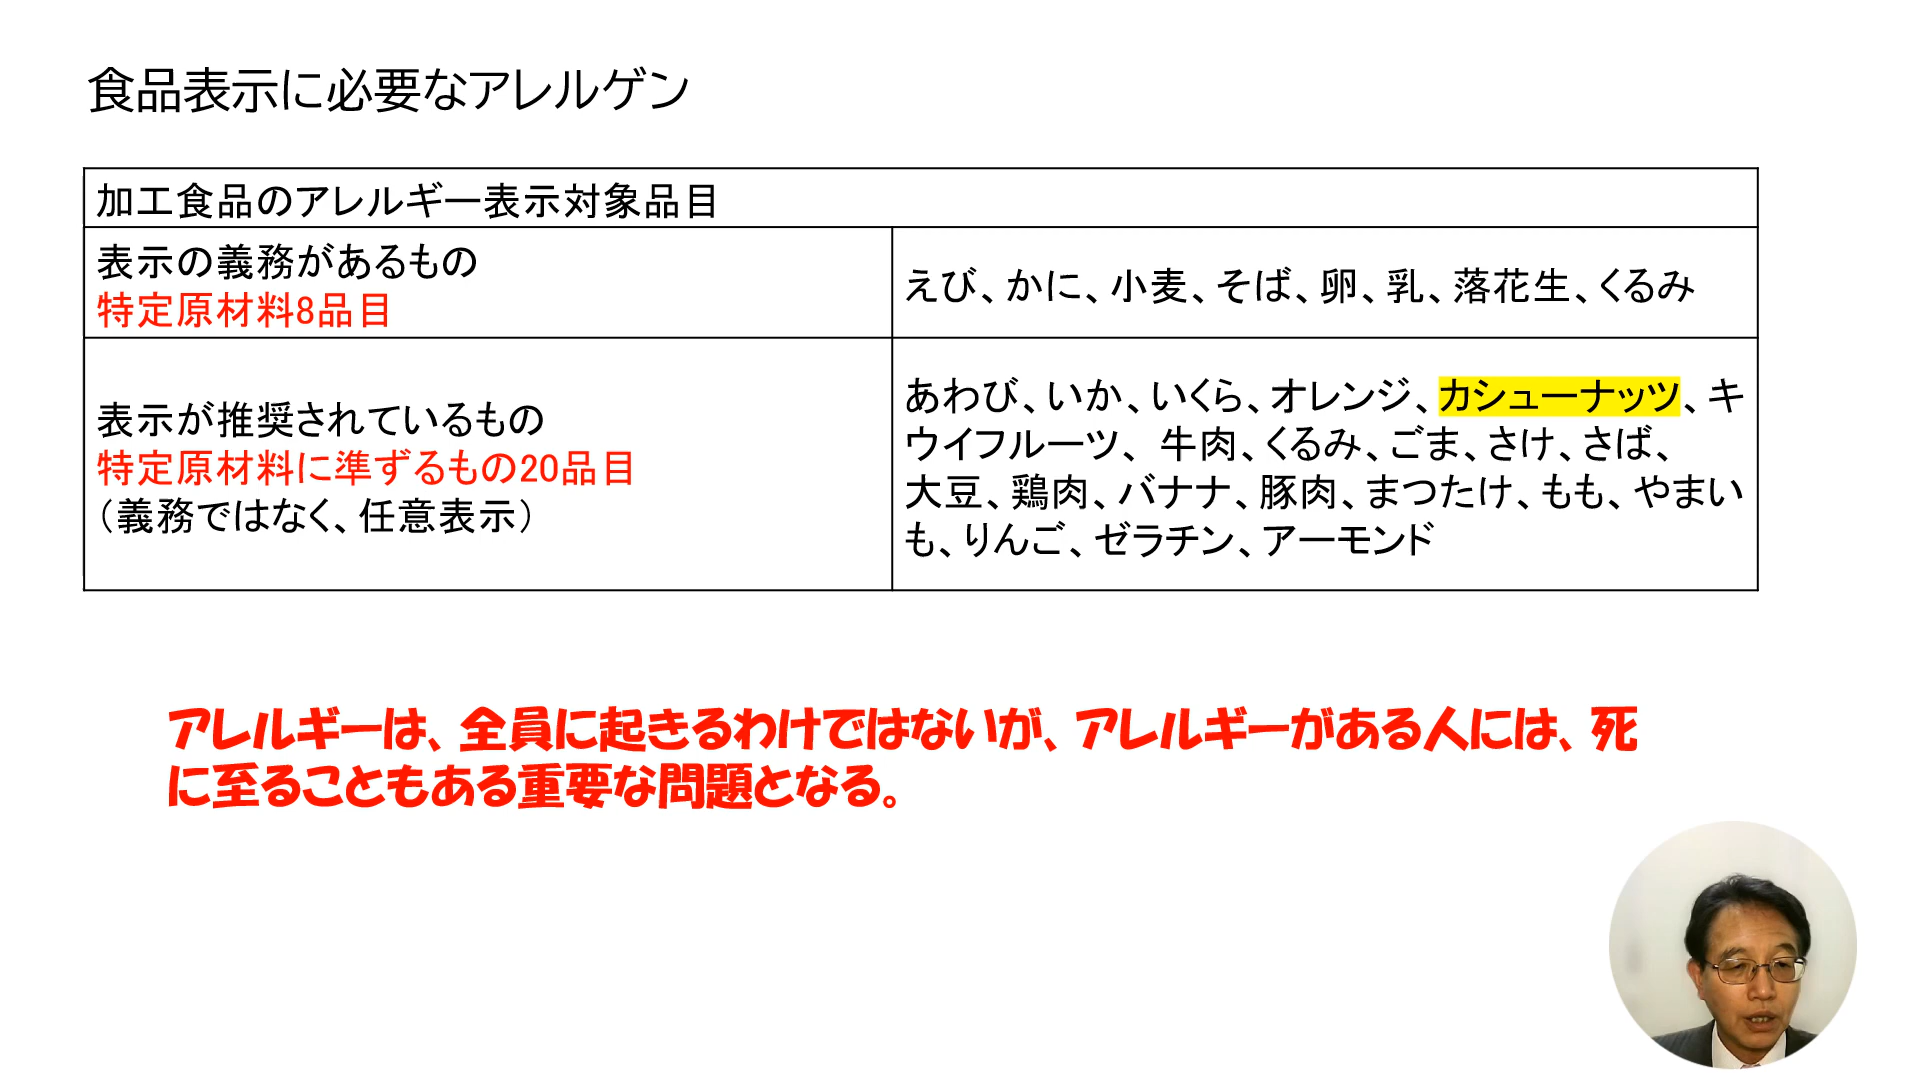 食品表示に必要なアレルゲン
加工食品のアレルギー表示対象品目
表示の義務があるもの
特定原材料8品目
えび、かに、小麦、そば、卵、乳、落花生、くるみ
表示が推奨されているもの
特定原材料に準ずるもの20品目
（義務ではなく、任意表示）
あわび、いか、いくら、オレンジ、カシューナッツ、キ
ウイフルーツ、牛肉、くるみ、ごま、さけ、さば、
大豆、鶏肉、バナナ、豚肉、まつたけ、もも、やまい
も、りんご、ゼラチン、アーモンド
アレルギーは、全員に起きるわけではないが、アレルギーがある人には、死
に至ることもある重要な問題となる。